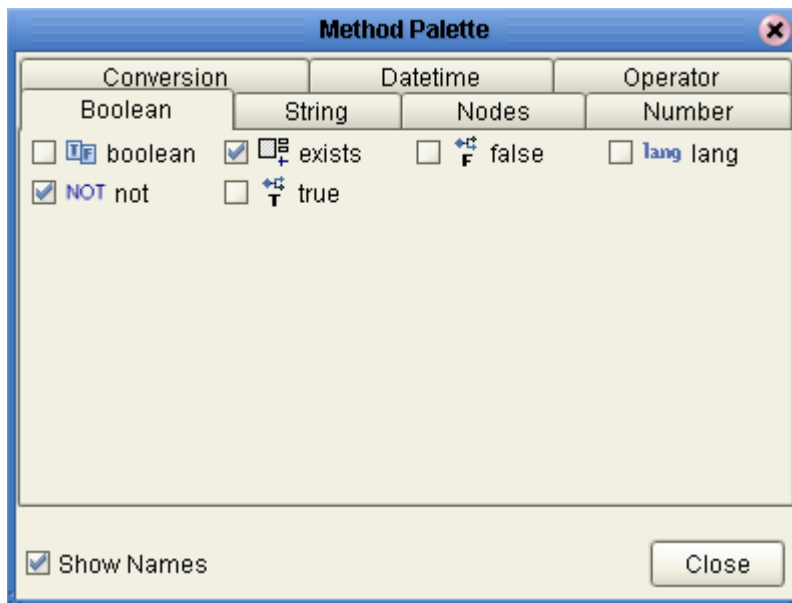 Method Palette
Conversion Datetime Operator
Boolean String Nodes Number
TF boolean exists F false lang lang
NOT not T true
Show Names Close